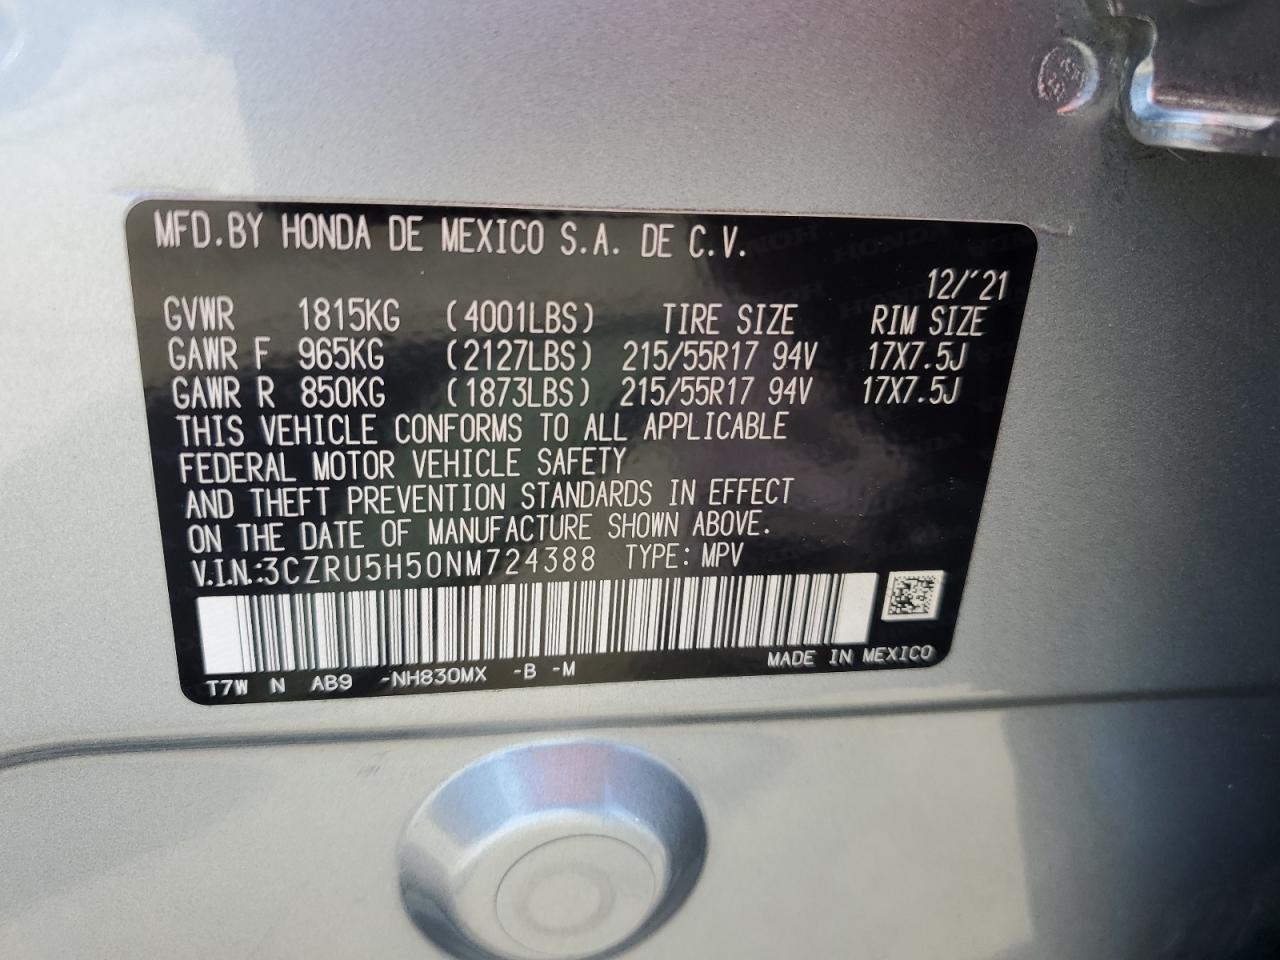 MFD.BY HONDA DE MEXICO S.A. DE C.V.
12/'21
GVWR 1815KG (4001LBS) TIRE SIZE RIM SIZE
GAWR F 965KG (2127LBS) 215/55R17 94V 17X7.5J
GAWR R 850KG (1873LBS) 215/55R17 94V 17X7.5J
THIS VEHICLE CONFORMS TO ALL APPLICABLE
FEDERAL MOTOR VEHICLE SAFETY
AND THEFT PREVENTION STANDARDS IN EFFECT
ON THE DATE OF MANUFACTURE SHOWN ABOVE.
V.I.N.:3CZRU5H50NM724388 TYPE: MPV
T7W N AB9 -NH830MX -B -M MADE IN MEXICO